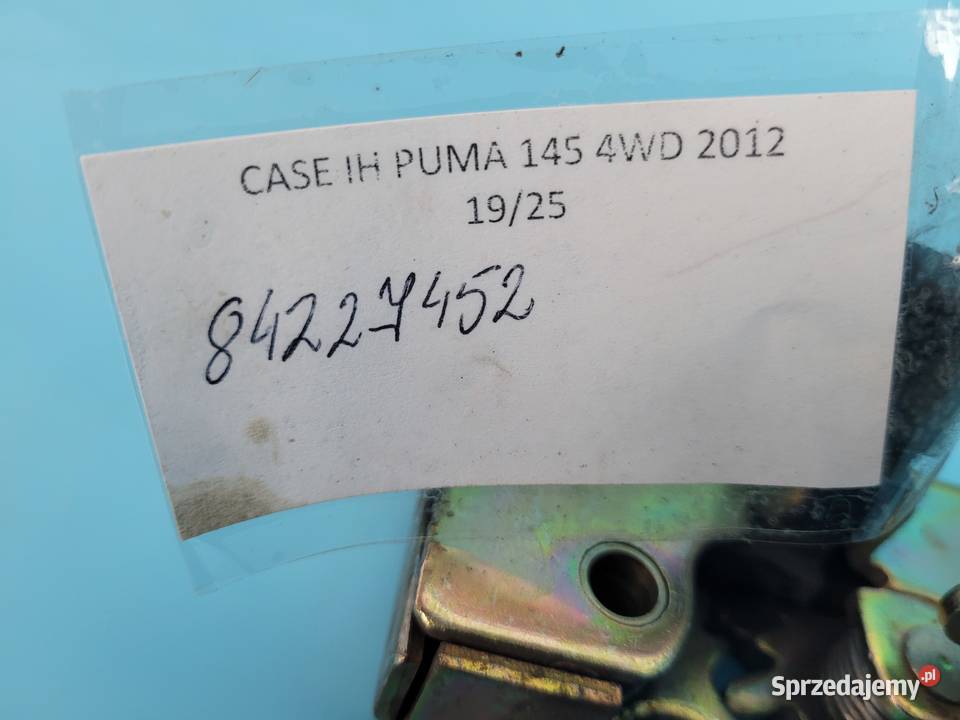 CASE IH PUMA 145 4WD 2012
19/25
84227452
Sprzedajemy.pl